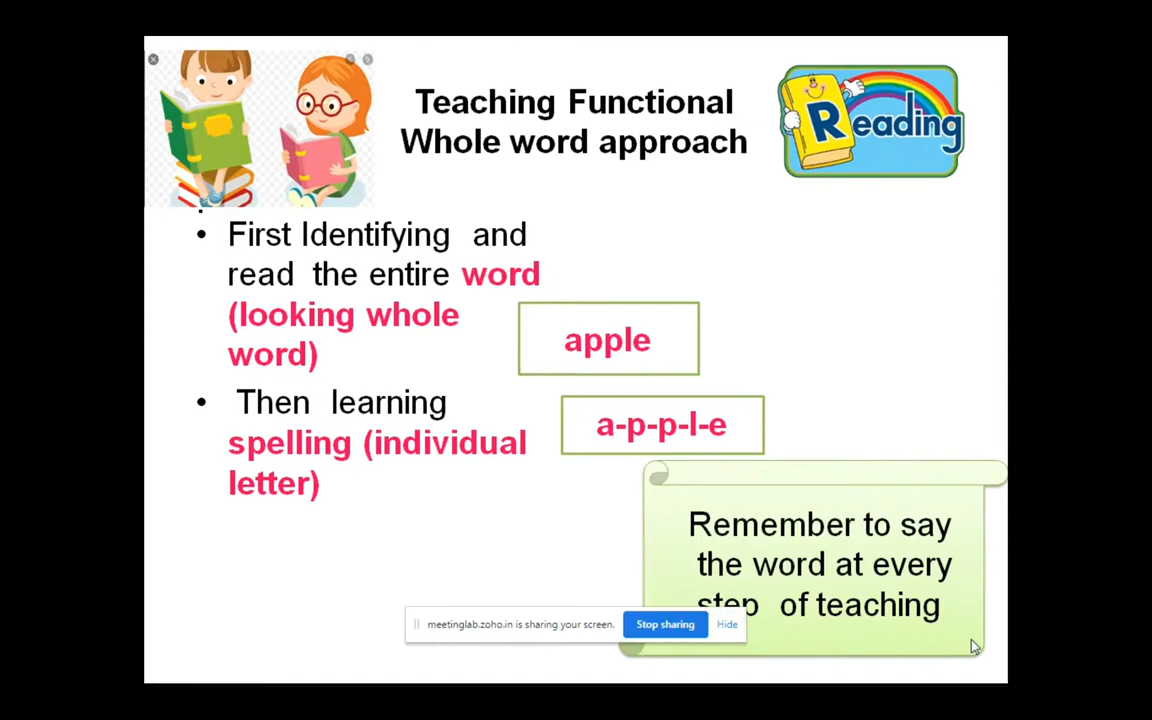 Teaching Functional
Whole word approach
Reading
• First Identifying and
read the entire word
(looking whole
word)
apple
• Then learning
spelling (individual
letter)
a-p-p-l-e
Remember to say
the word at every
step of teaching
meetinglab.zoho.in is sharing your screen.
Stop sharing
Hide